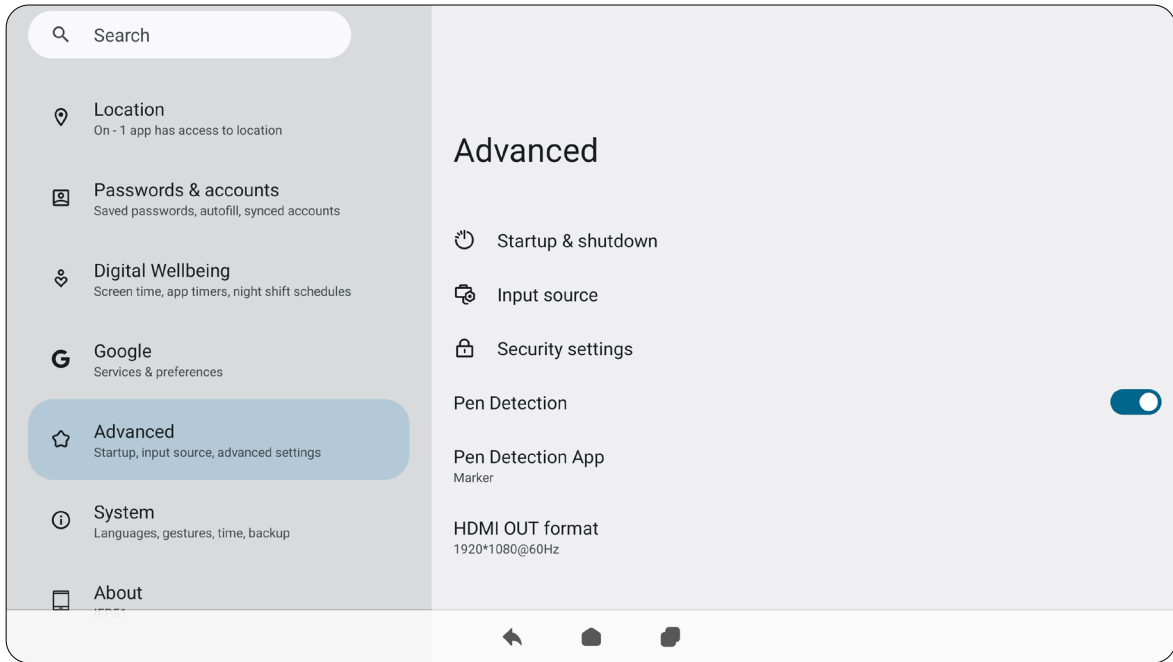 Search
Location
On - 1 app has access to location
Passwords & accounts
Saved passwords, autofill, synced accounts
Digital Wellbeing
Screen time, app timers, night shift schedules
Google
Services & preferences
Advanced
Startup, input source, advanced settings
System
Languages, gestures, time, backup
About
Advanced
Startup & shutdown
Input source
Security settings
Pen Detection
Pen Detection App
Marker
HDMI OUT format
1920*1080@60Hz